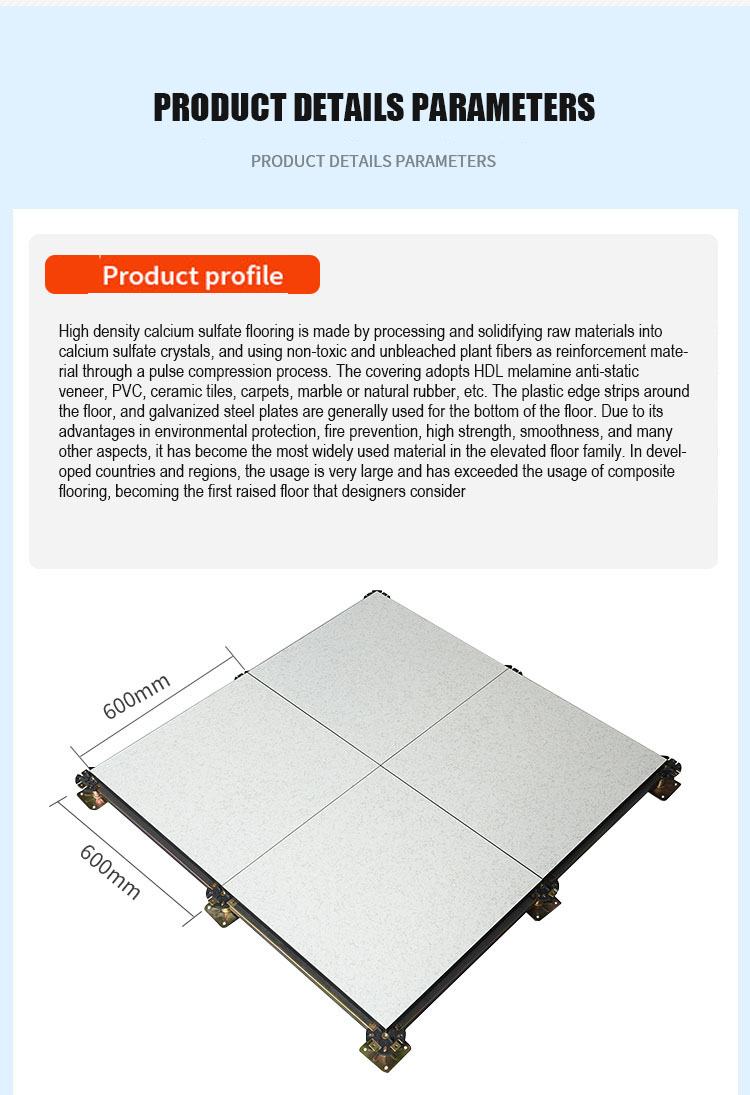 PRODUCT DETAILS PARAMETERS
PRODUCT DETAILS PARAMETERS
Product profile
High density calcium sulfate flooring is made by processing and solidifying raw materials into
calcium sulfate crystals, and using non-toxic and unbleached plant fibers as reinforcement mate-
rial through a pulse compression process. The covering adopts HDL melamine anti-static
veneer, PVC, ceramic tiles, carpets, marble or natural rubber, etc. The plastic edge strips around
the floor, and galvanized steel plates are generally used for the bottom of the floor. Due to its
advantages in environmental protection, fire prevention, high strength, smoothness, and many
other aspects, it has become the most widely used material in the elevated floor family. In devel-
oped countries and regions, the usage is very large and has exceeded the usage of composite
flooring, becoming the first raised floor that designers consider
600mm
600mm